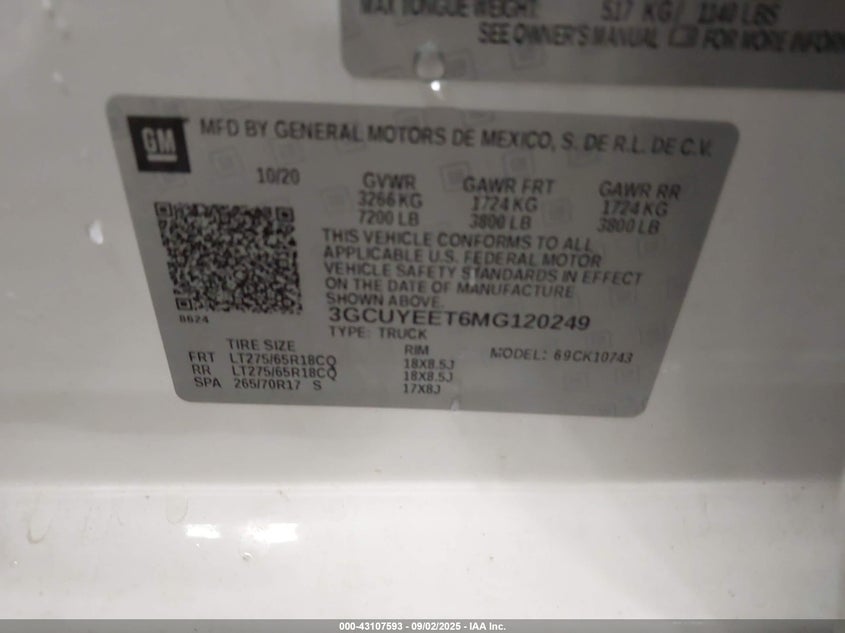 MAX TONGUE WEIGHT 517 KG/ 1140 LBS
SEE OWNER'S MANUAL FOR MORE INFORM
GM
MFD BY GENERAL MOTORS DE MEXICO, S. DE R.L. DE C.V.
10/20
GVWR GAWR FRT GAWR RR
3266 KG 1724 KG 1724 KG
7200 LB 3800 LB 3800 LB
THIS VEHICLE CONFORMS TO ALL
APPLICABLE U.S. FEDERAL MOTOR
VEHICLE SAFETY STANDARDS IN EFFECT
ON THE DATE OF MANUFACTURE
SHOWN ABOVE.
8624
3GCUYEET6MG120249
TYPE: TRUCK
TIRE SIZE RIM MODEL: 69CK10743
FRT LT275/65R18CQ 18X8.5J
RR LT275/65R18CQ 18X8.5J
SPA 265/70R17 S 17X8J
000-43107593 - 09/02/2025 - IAA Inc.